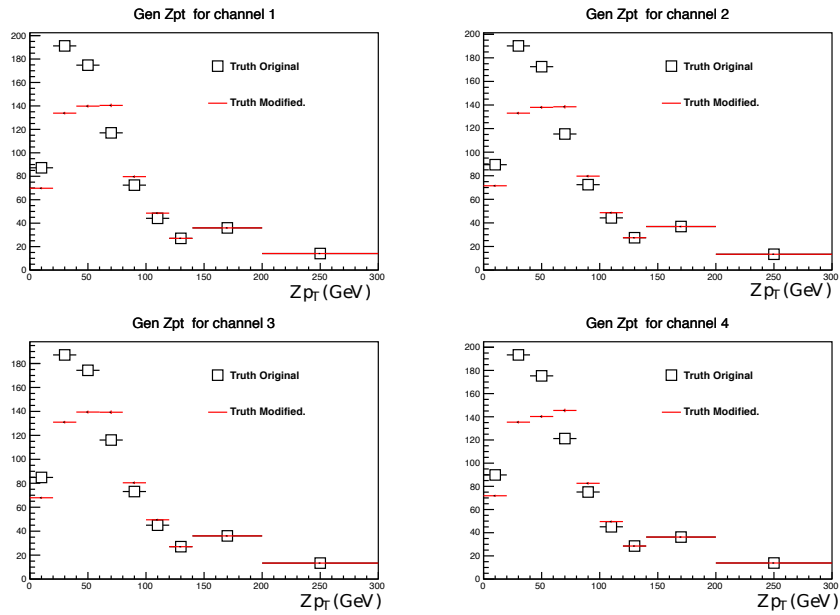 Gen Zpt for channel 1
200
180
160
140
120
100
80
60
40
20
0
Truth Original
Truth Modified.
0 50 100 150 200 250 300
Z p_T (GeV)
Gen Zpt for channel 2
200
180
160
140
120
100
80
60
40
20
0
Truth Original
Truth Modified.
0 50 100 150 200 250 300
Z p_T (GeV)
Gen Zpt for channel 3
180
160
140
120
100
80
60
40
20
0
Truth Original
Truth Modified.
0 50 100 150 200 250 300
Z p_T (GeV)
Gen Zpt for channel 4
200
180
160
140
120
100
80
60
40
20
0
Truth Original
Truth Modified.
0 50 100 150 200 250 300
Z p_T (GeV)